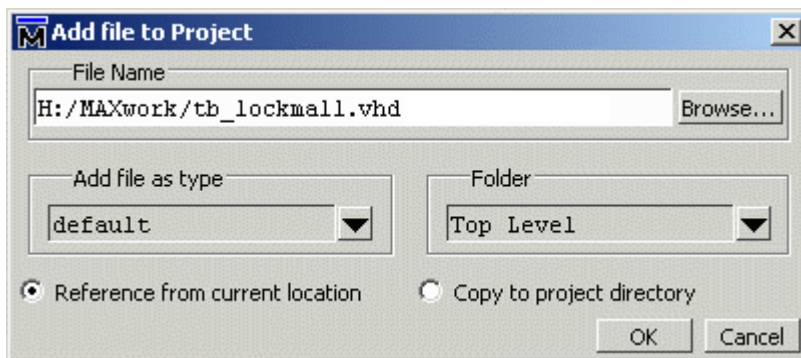 M Add file to Project
File Name
H:/MAXwork/tb_lockmall.vhd Browse...
Add file as type Folder
default Top Level
Reference from current location Copy to project directory
OK Cancel